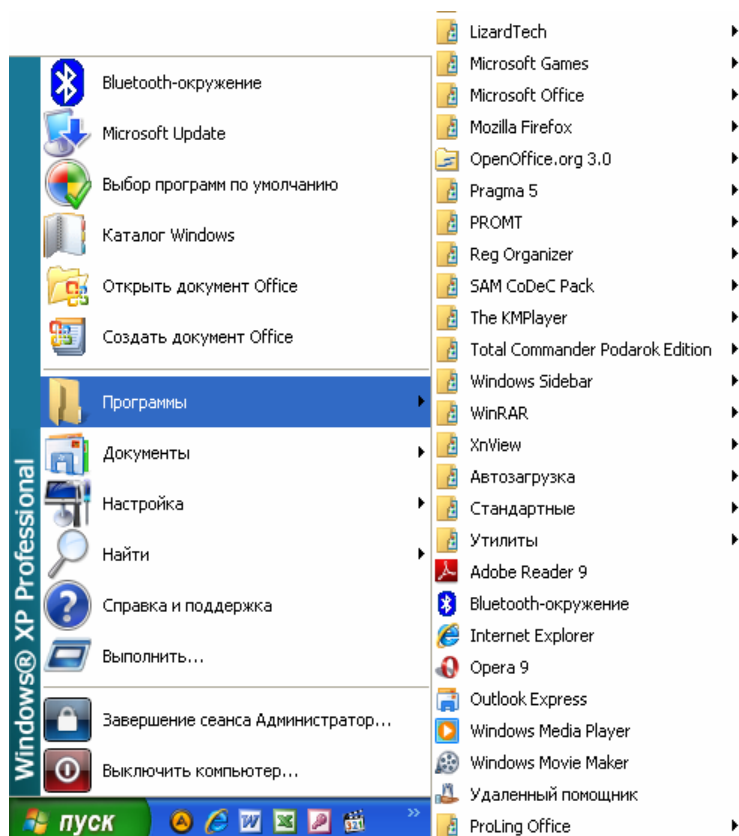 Bluetooth-окружение
Microsoft Update
Выбор программ по умолчанию
Каталог Windows
Открыть документ Office
Создать документ Office
Программы
Документы
Настройка
Найти
Справка и поддержка
Выполнить...
Завершение сеанса Администратор...
Выключить компьютер...
Windows® XP Professional
пуск
LizardTech
Microsoft Games
Microsoft Office
Mozilla Firefox
OpenOffice.org 3.0
Pragma 5
PROMT
Reg Organizer
SAM CoDeC Pack
The KMPlayer
Total Commander Podarok Edition
Windows Sidebar
WinRAR
XnView
Автозагрузка
Стандартные
Утилиты
Adobe Reader 9
Bluetooth-окружение
Internet Explorer
Opera 9
Outlook Express
Windows Media Player
Windows Movie Maker
Удаленный помощник
ProLing Office